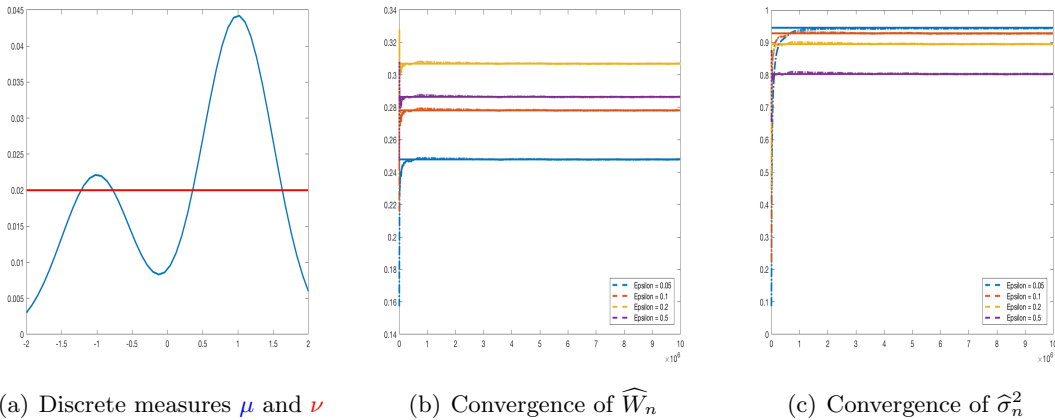 0.045
0.04
0.035
0.03
0.025
0.02
0.015
0.01
0.005
0
-2 -1 -1 0 0.5 1 1.5 2
0.34
0.32
0.3
0.28
0.26
0.24
0.22
0.2
0.18
0.16
0.14
0 1 2 3 4 5 6 7 8 9 10
×10^6
Epsilon = 0.05
Epsilon = 0.1
Epsilon = 0.2
Epsilon = 0.5
1
0.9
0.8
0.7
0.6
0.5
0.4
0.3
0.2
0.1
0
0 1 2 3 4 5 6 7 8 9 10
×10^6
Epsilon = 0.05
Epsilon = 0.1
Epsilon = 0.2
Epsilon = 0.5
(a) Discrete measures μ and ν
(b) Convergence of Ŵ_n
(c) Convergence of σ̂²_n